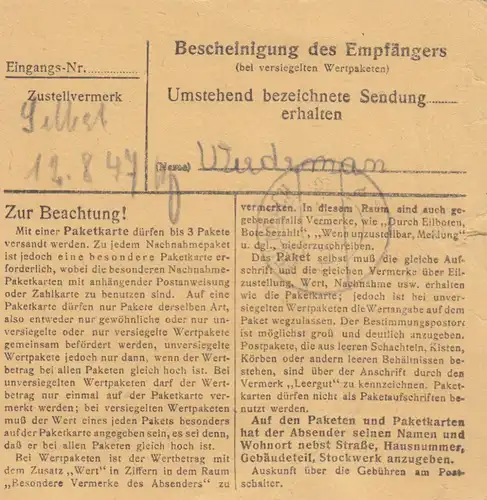 Eingangs-Nr.
Zustellvermerk
Selbst
12.8 47
Bescheinigung des Empfängers
(bei versiegelten Wertpaketen)
Umstehend bezeichnete Sendung
erhalten
(Name) Wiedeman
Zur Beachtung!
Mit einer Paketkarte dürfen bis 3 Pakete
versandt werden. Zu jedem Nachnahmepaket
ist jedoch eine besondere Paketkarte er-
forderlich, wobei die besonderen Nachnahme-
Paketkarten mit anhängender Postanweisung
oder Zahlkarte zu benutzen sind. Auf eine
Paketkarte dürfen nur Pakete derselben Art,
also entweder nur gewöhnliche oder nur un-
versiegelte oder nur versiegelte Wertpakete
gemeinsam befördert werden, unversiegelte
Wertpakete jedoch nur dann, wenn der Wert-
betrag bei allen Paketen gleich hoch ist. Bei
unversiegelten Wertpaketen darf der Wert-
betrag nur einmal auf der Paketkarte ver-
merkt werden; bei versiegelten Wertpaketen
muß der Wert eines jeden Pakets besonders
auf der Paketkarte angegeben sein, es sei denn,
daß er bei allen Paketen gleich hoch ist.
Bei Wertpaketen ist der Wertbetrag mit
dem Zusatz „Wert" in Ziffern in dem Raum
„Besondere Vermerke des Absenders" zu
vermerken. In diesem Raum sind auch ge-
gebenenfalls Vermerke, wie „Durch Eilboten,
Bote bezahlt", „Wenn unzustellbar, Meldung"
u. dgl., niederzuschreiben.
Das Paket selbst muß die gleiche Auf-
schrift und die gleichen Vermerke über Eil-
zustellung, Wert, Nachnahme usw. erhalten
wie die Paketkarte; jedoch ist bei unver-
siegelten Wertpaketen die Wertangabe auf dem
Paket wegzulassen. Der Bestimmungspostort
ist möglichst groß und deutlich anzugeben.
Postpakete, die aus leeren Schachteln, Kisten,
Körben oder andern leeren Behältnissen be-
stehen, sind über der Anschrift durch den
Vermerk „Leergut" zu kennzeichnen. Paket-
karten dürfen nicht als Paketaufschriften be-
nutzt werden.
Auf den Paketen und Paketkarten
hat der Absender seinen Namen und
Wohnort nebst Straße, Hausnummer,
Gebäudeteil, Stockwerk anzugeben.
Auskunft über die Gebühren am Post-
schalter.